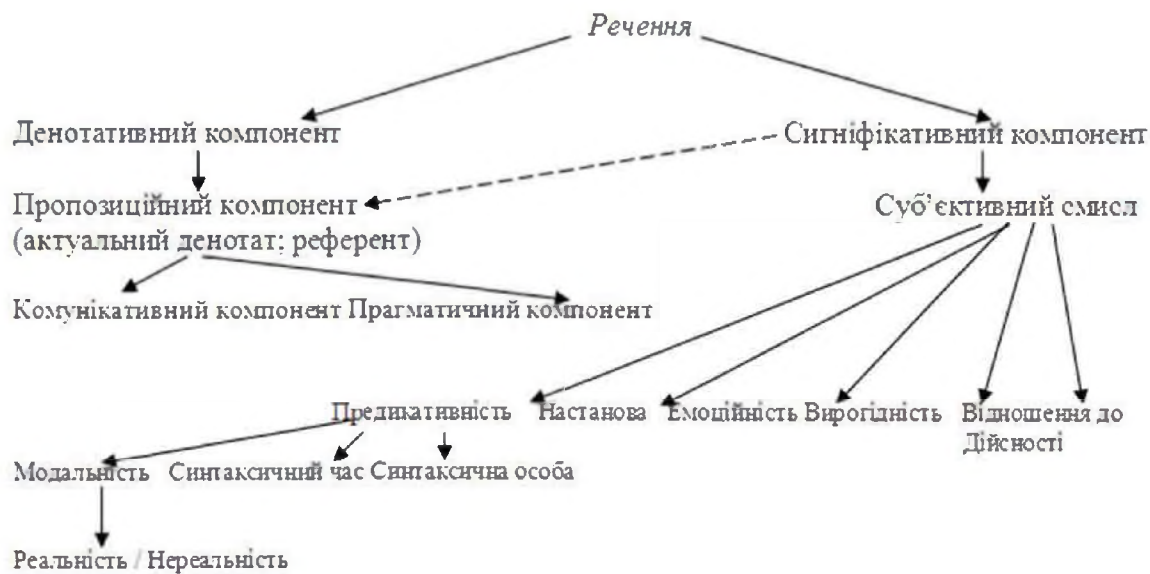 Речення
Денотативний компонент
Сигніфікативний компонент
Пропозиційний компонент
(актуальний денотат; референт)
Суб’єктивний смисл
Комунікативний компонент Прагматичний компонент
Предикативність Настанова Емоційність Вирогідність Відношення до
Дійсності
Модальність Синтаксичний час Синтаксична особа
Реальність / Нереальність